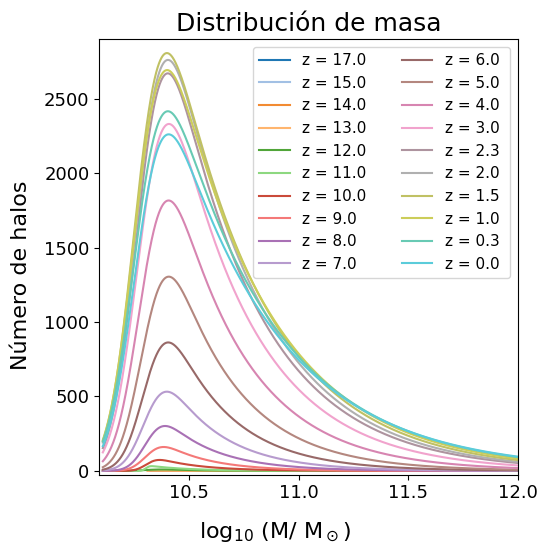 Distribución de masa
Número de halos
2500
2000
1500
1000
500
0
z = 17.0
z = 15.0
z = 14.0
z = 13.0
z = 12.0
z = 11.0
z = 10.0
z = 9.0
z = 8.0
z = 7.0
z = 6.0
z = 5.0
z = 4.0
z = 3.0
z = 2.3
z = 2.0
z = 1.5
z = 1.0
z = 0.3
z = 0.0
10.5 11.0 11.5 12.0
log₁₀ (M/ M⊙)